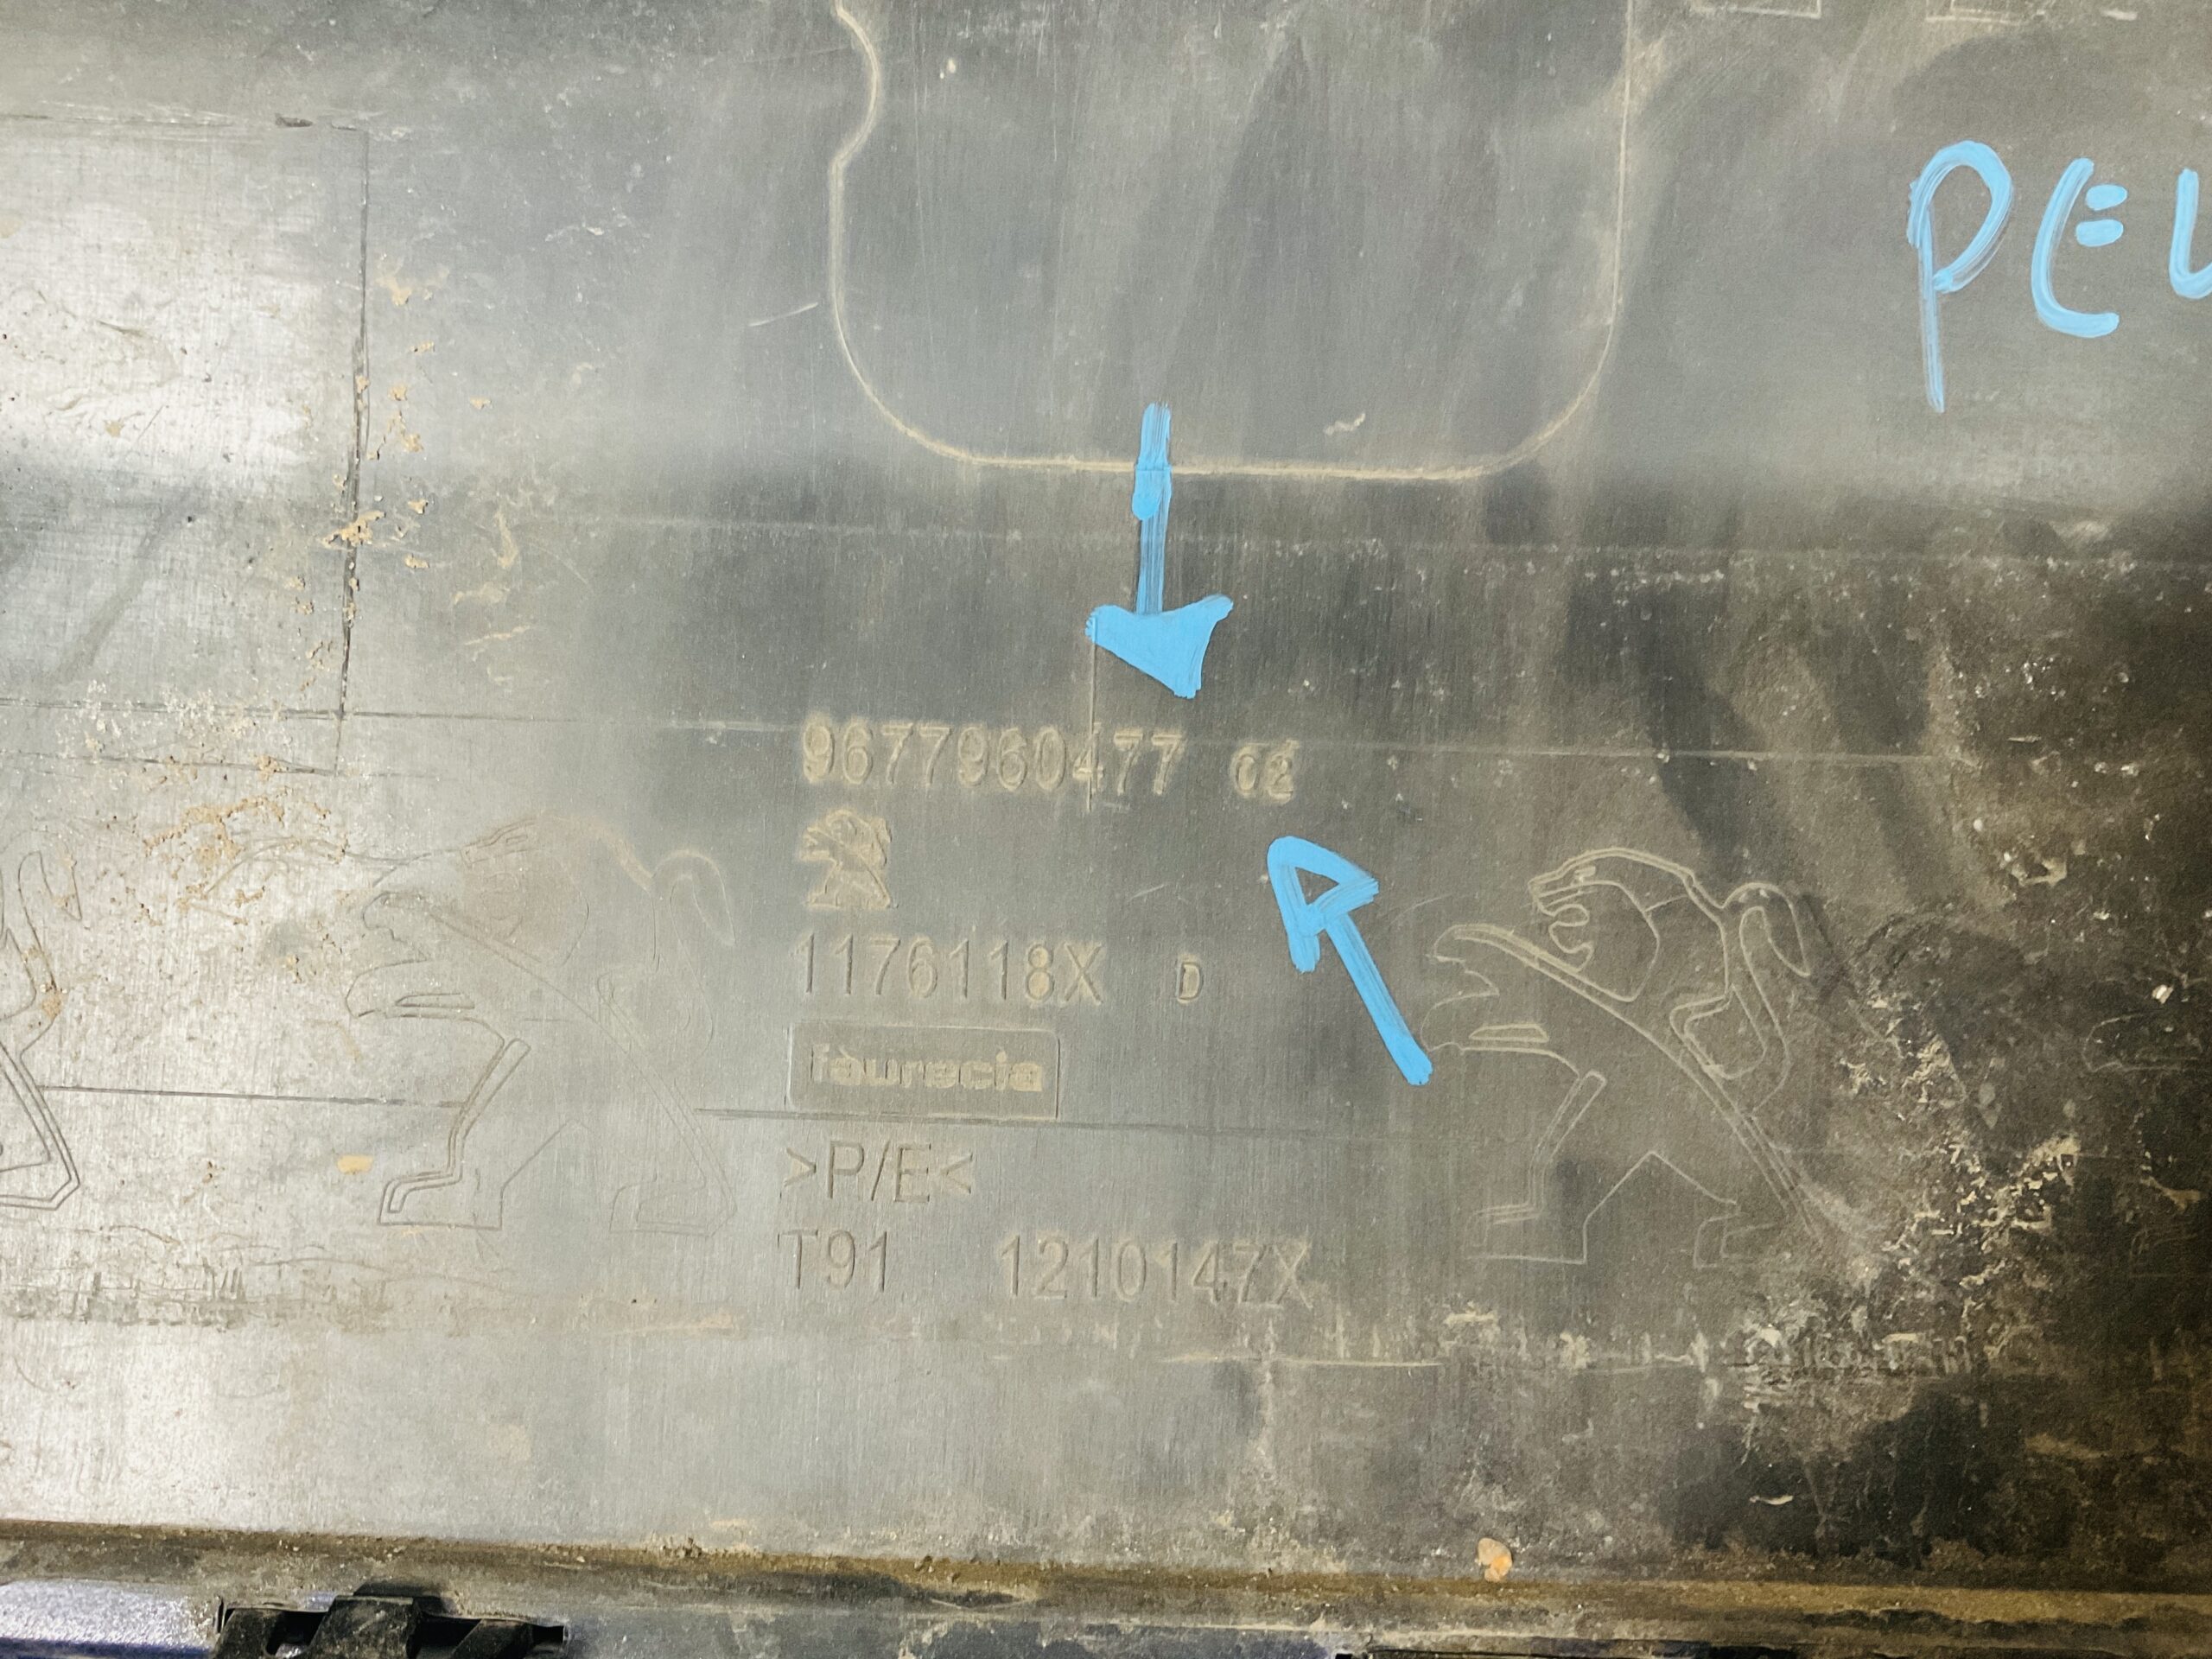 PEU
9677960477 02
1176118X D
faurecia
>P/E<
T91 1210147X